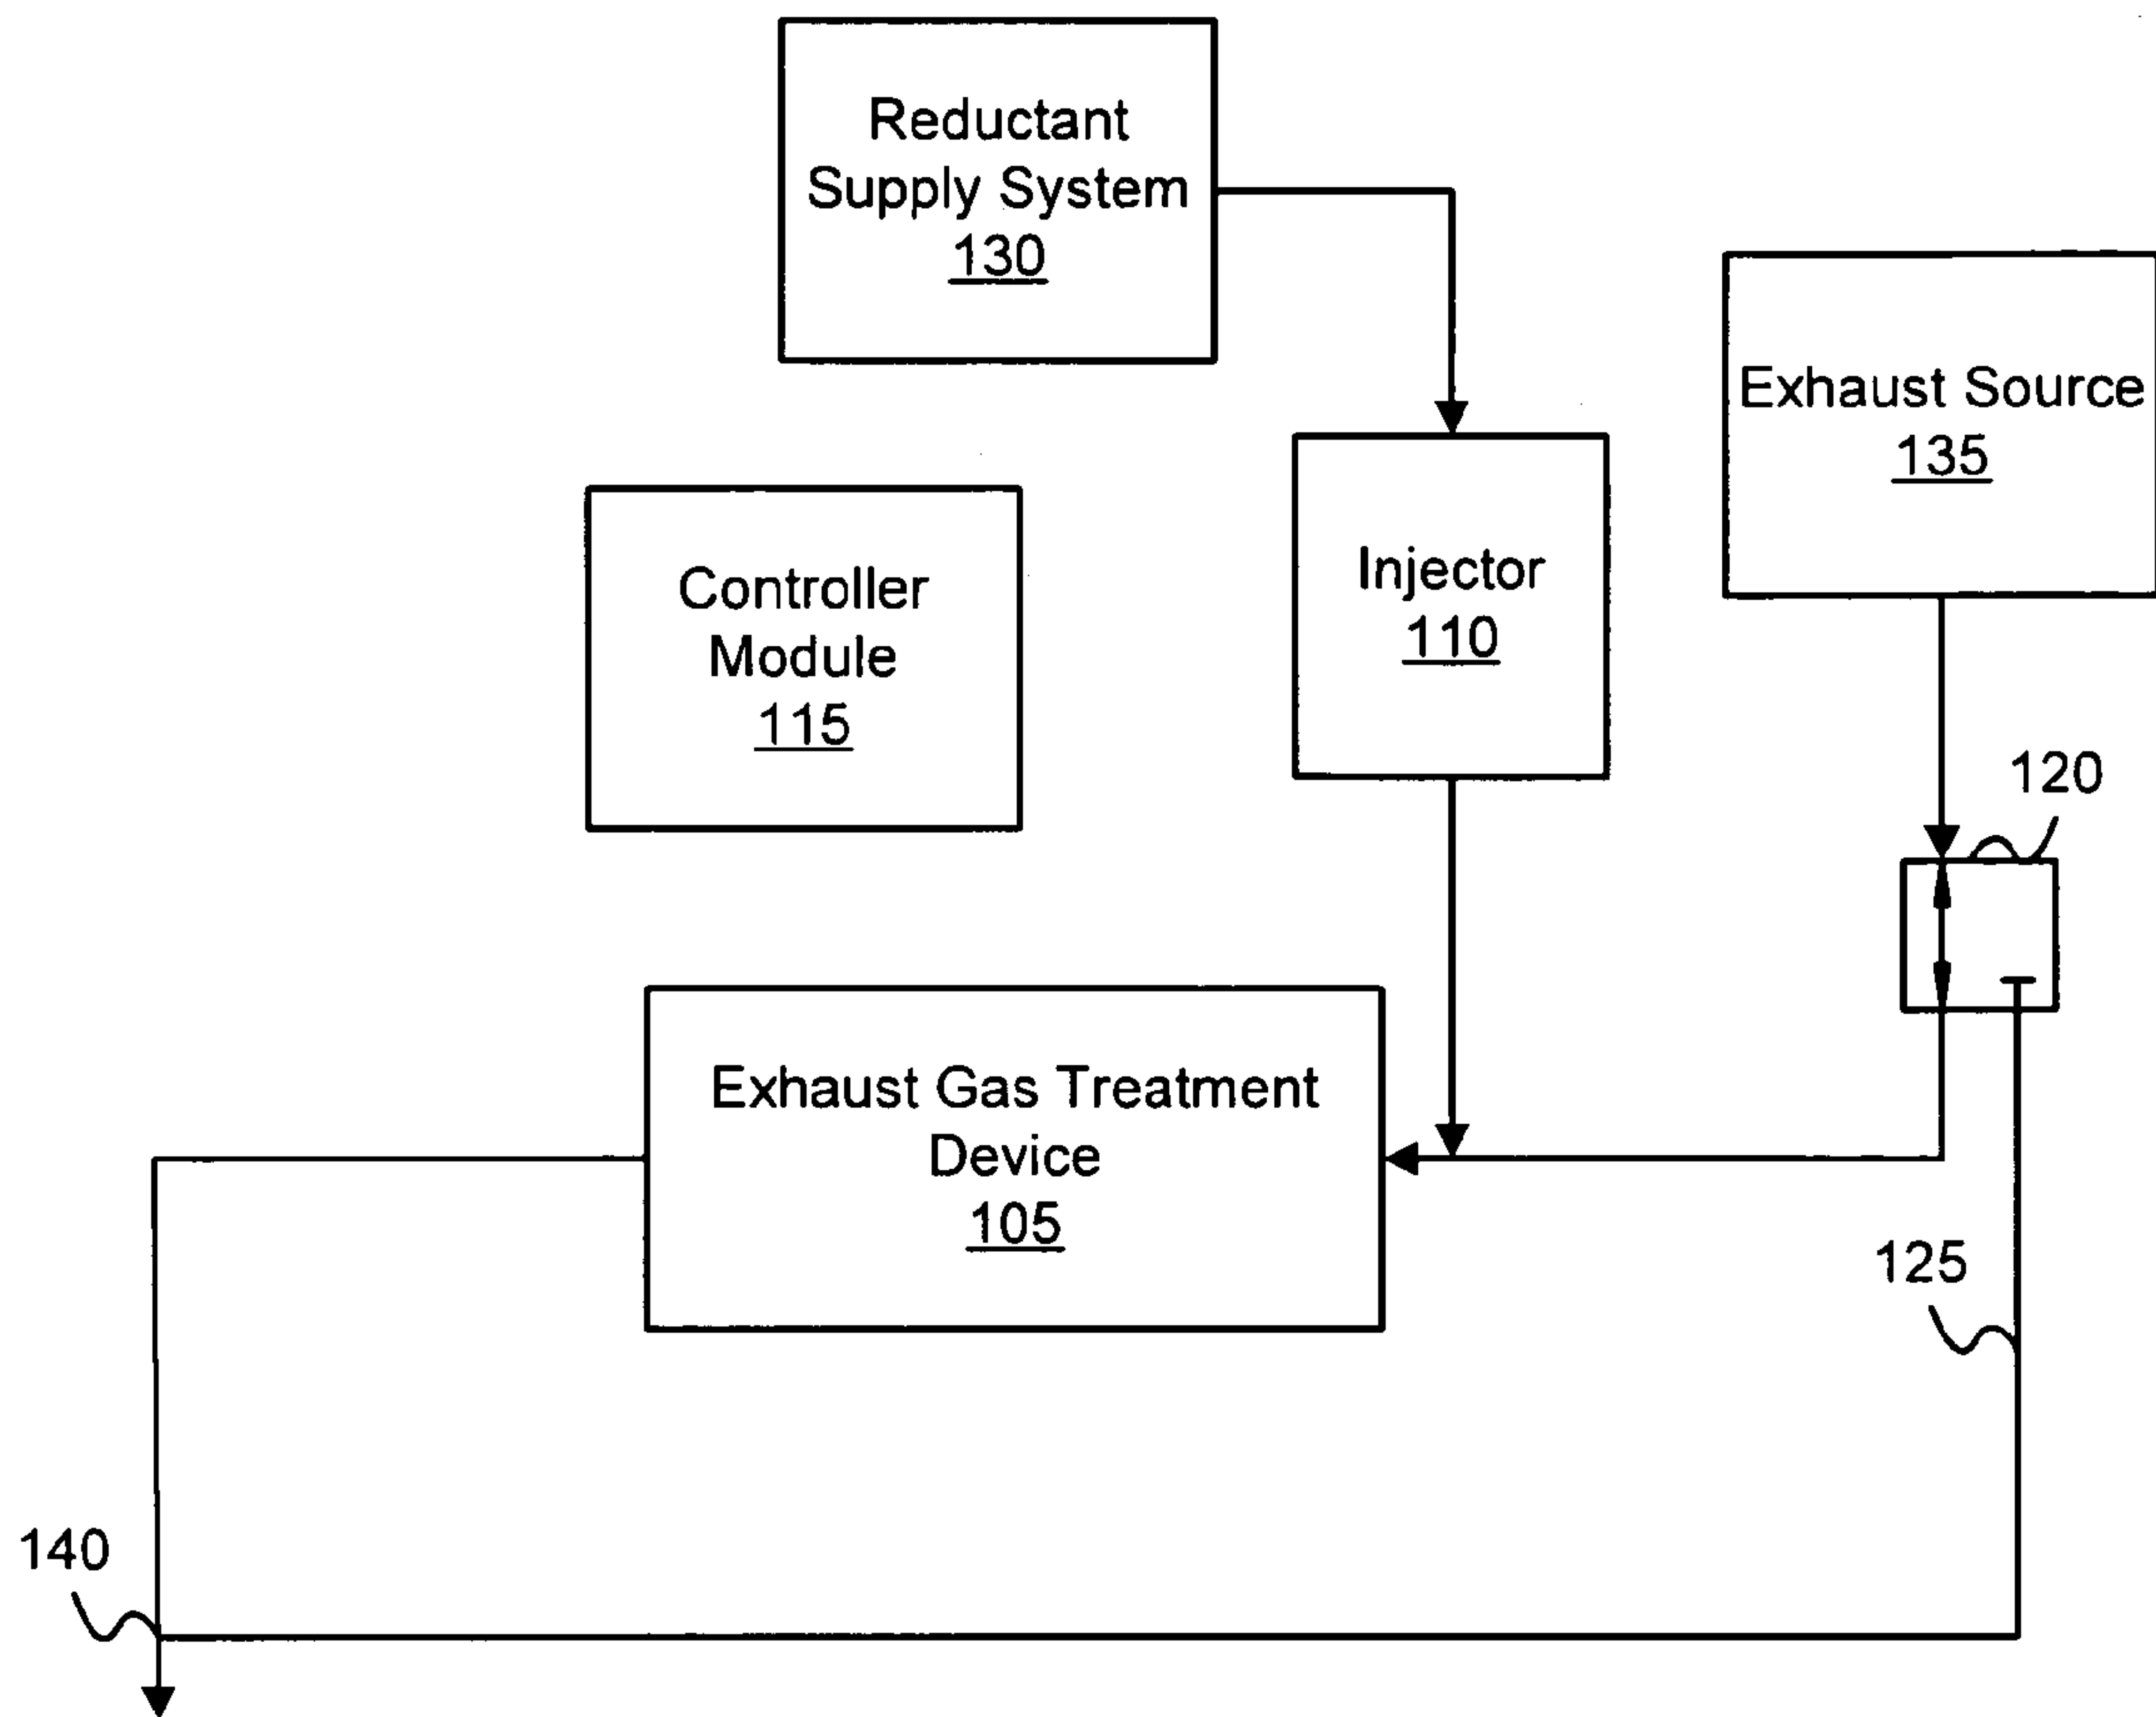 Reductant
Supply System
130
Exhaust Source
135
Injector
110
Controller
Module
115
120
Exhaust Gas Treatment
Device
105
125
140